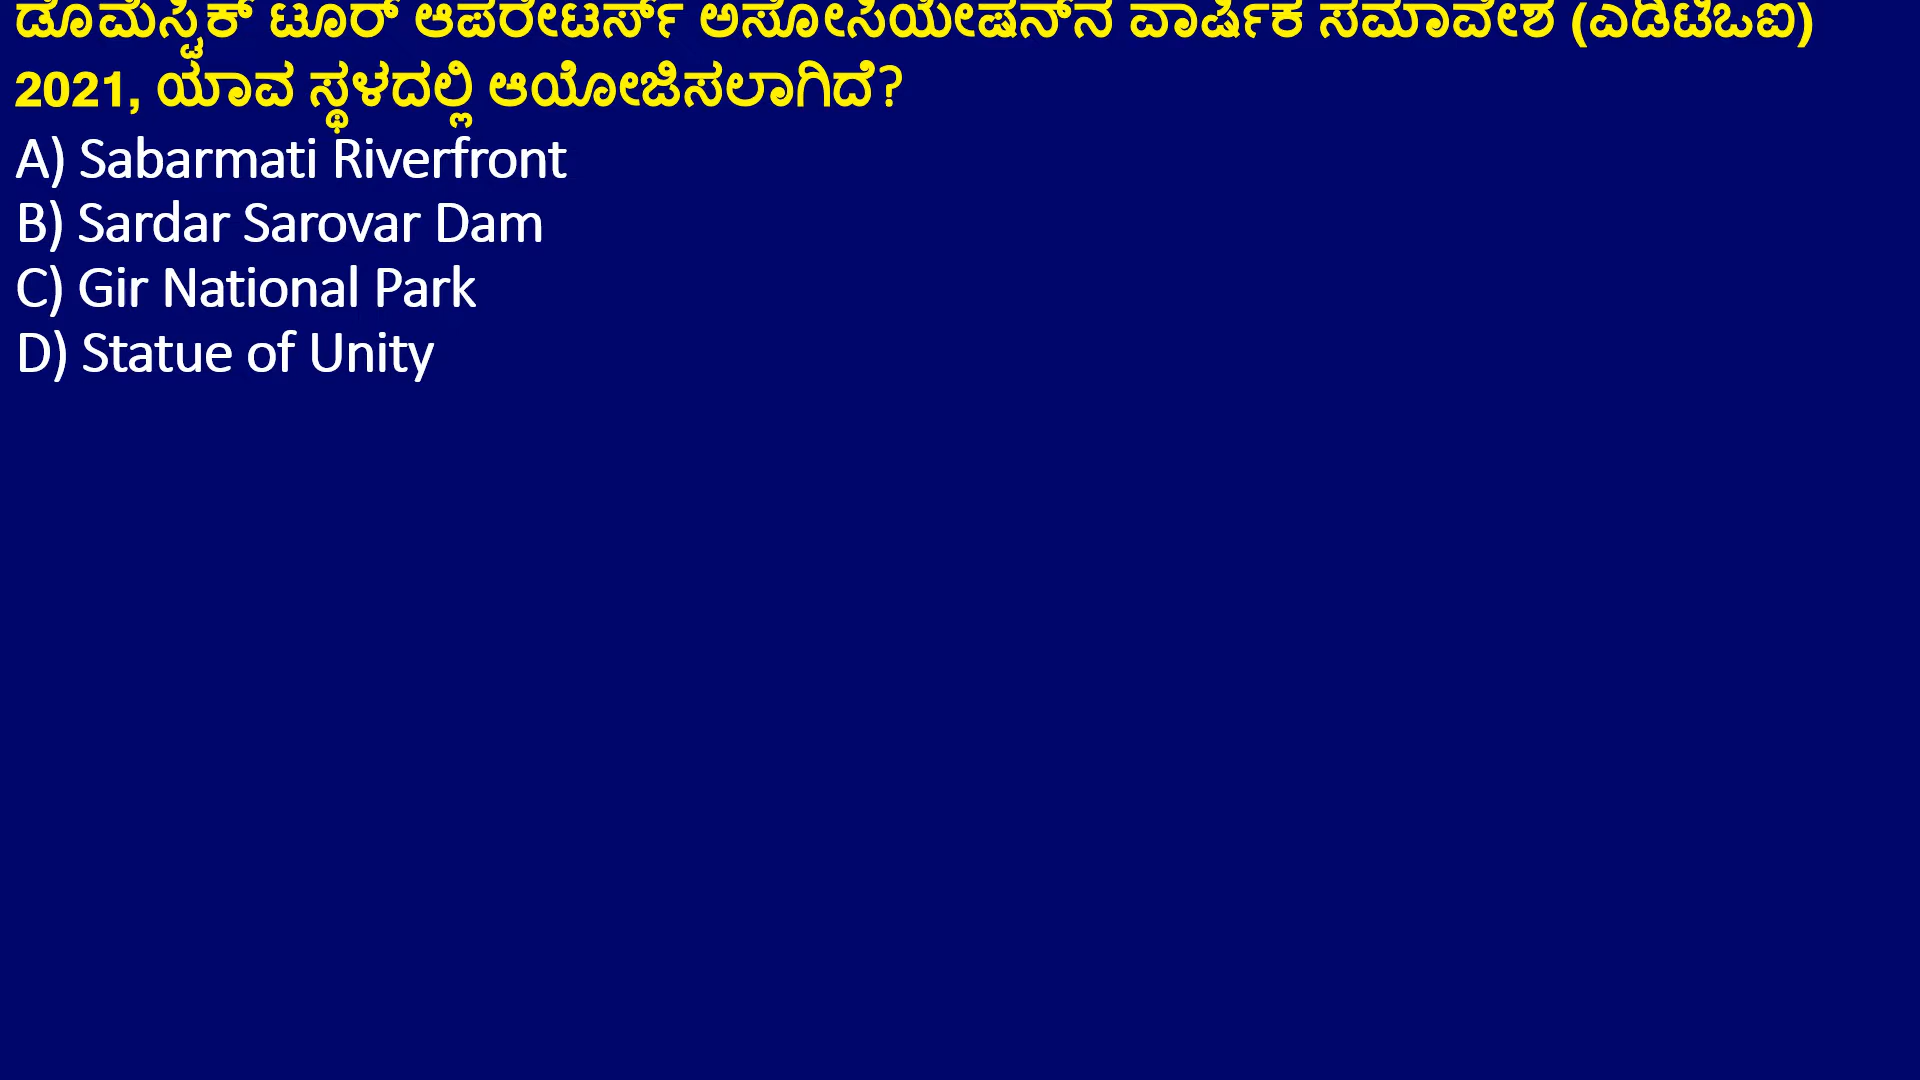 ಡೊಮೆಸ್ಟಿಕ್ ಟೂರ್ ಆಪರೇಟರ್ಸ್ ಅಸೋಸಿಯೇಷನ್‌ನ ವಾರ್ಷಿಕ ಸಮಾವೇಶ (ಎಡಿಟಿಒಐ)
2021, ಯಾವ ಸ್ಥಳದಲ್ಲಿ ಆಯೋಜಿಸಲಾಗಿದೆ?
A) Sabarmati Riverfront
B) Sardar Sarovar Dam
C) Gir National Park
D) Statue of Unity